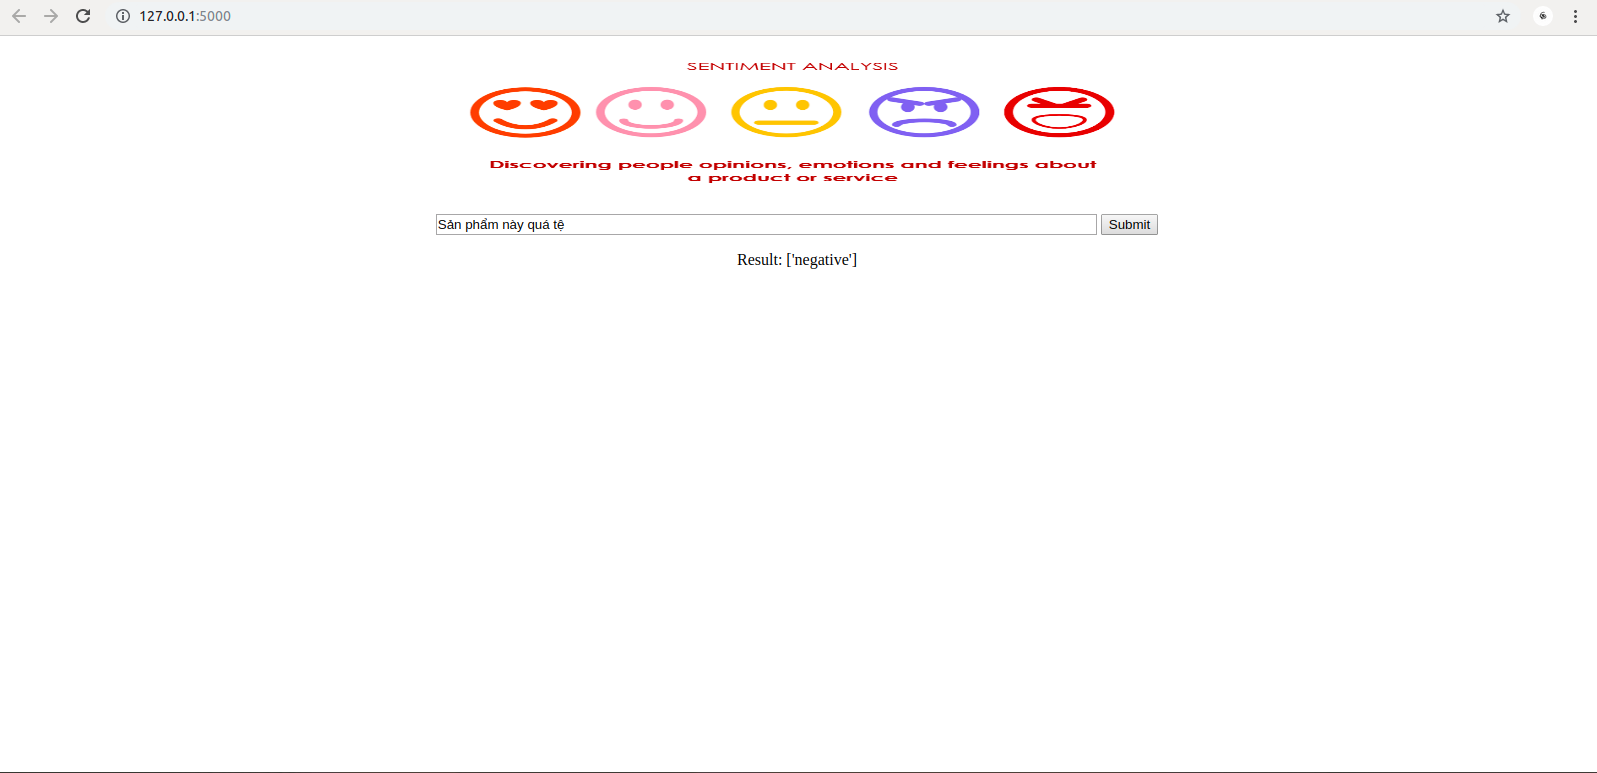 127.0.0.1:5000
SENTIMENT ANALYSIS
Discovering people opinions, emotions and feelings about
a product or service
Sản phẩm này quá tệ Submit
Result: ['negative']